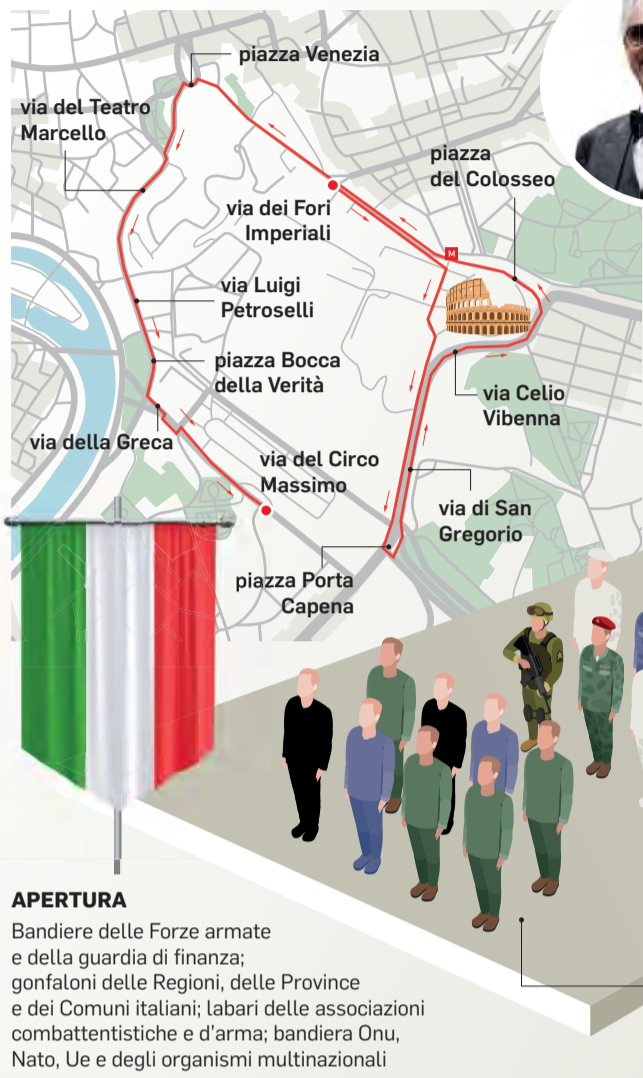 piazza Venezia
via del Teatro
Marcello
piazza
del Colosseo
via dei Fori
Imperiali
M
via Luigi
Petroselli
piazza Bocca
della Verità
via Celio
Vibenna
via della Greca
via del Circo
Massimo
via di San
Gregorio
piazza Porta
Capena
APERTURA
Bandiere delle Forze armate
e della guardia di finanza;
gonfaloni delle Regioni, delle Province
e dei Comuni italiani; labari delle associazioni
combattentistiche e d'arma; bandiera Onu,
Nato, Ue e degli organismi multinazionali